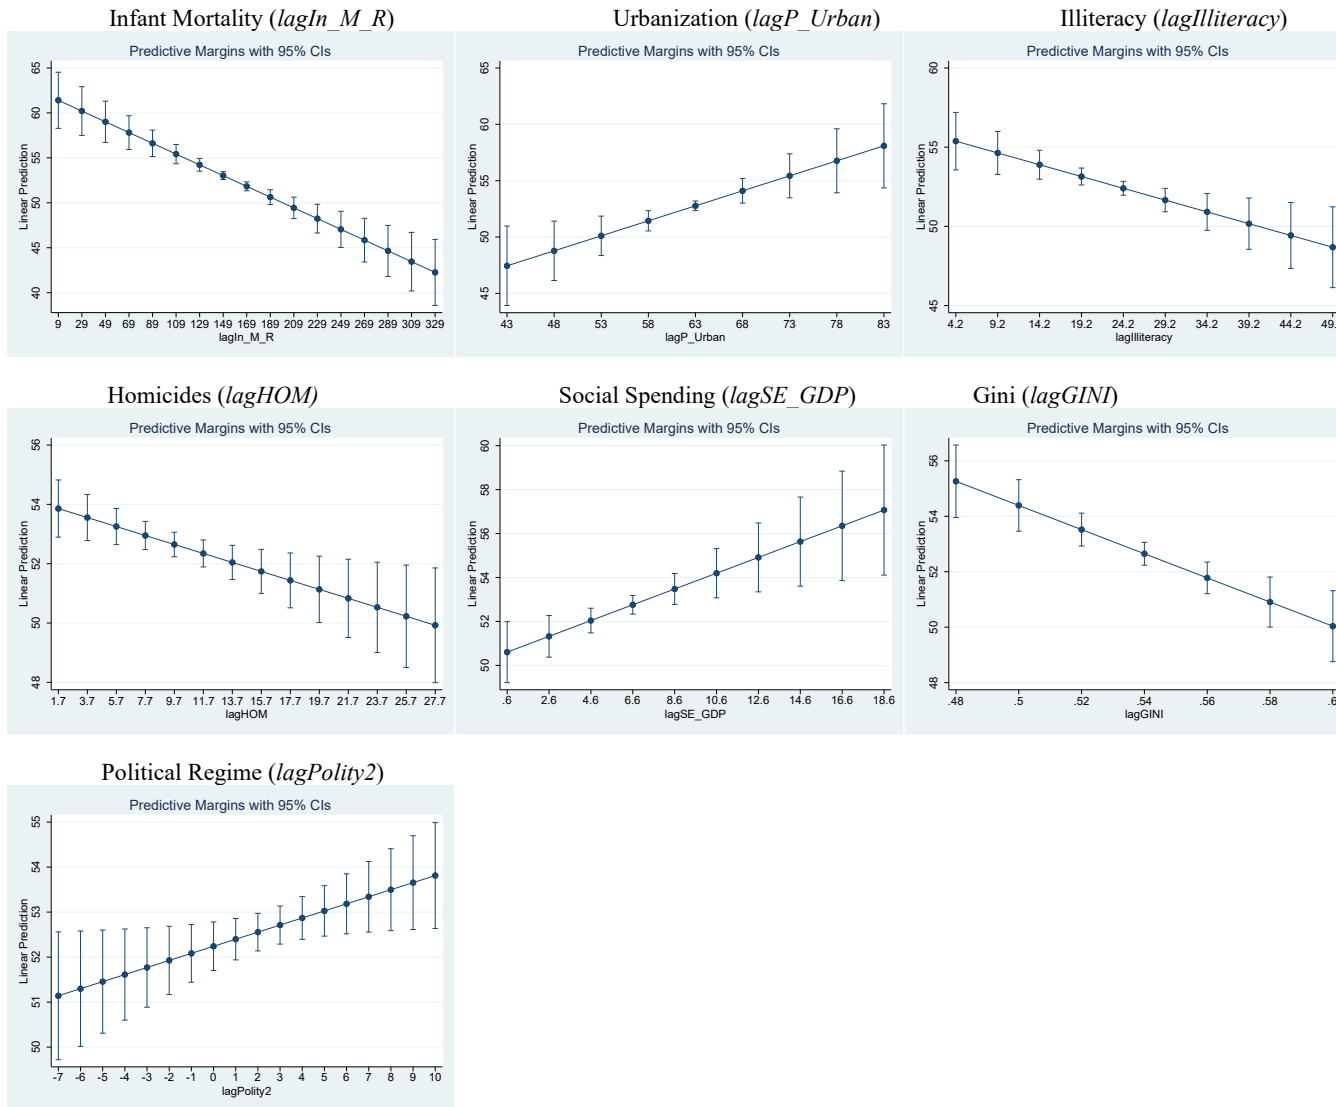 Infant Mortality (lagIn_M_R)
Urbanization (lagP_Urban)
Illiteracy (lagIlliteracy)
Predictive Margins with 95% CIs
Linear Prediction
65
60
55
50
45
40
9 29 49 69 89 109 129 149 169 189 209 229 249 269 289 309 329
lagIn_M_R
Predictive Margins with 95% CIs
Linear Prediction
65
60
55
50
45
43 48 53 58 63 68 73 78 83
lagP_Urban
Predictive Margins with 95% CIs
Linear Prediction
60
55
50
45
4.2 9.2 14.2 19.2 24.2 29.2 34.2 39.2 44.2 49.
lagIlliteracy
Homicides (lagHOM)
Social Spending (lagSE_GDP)
Gini (lagGINI)
Predictive Margins with 95% CIs
Linear Prediction
56
54
52
50
48
1.7 3.7 5.7 7.7 9.7 11.7 13.7 15.7 17.7 19.7 21.7 23.7 25.7 27.7
lagHOM
Predictive Margins with 95% CIs
Linear Prediction
60
58
56
54
52
50
.6 2.6 4.6 6.6 8.6 10.6 12.6 14.6 16.6 18.6
lagSE_GDP
Predictive Margins with 95% CIs
Linear Prediction
56
54
52
50
48
.48 .5 .52 .54 .56 .58 .6
lagGINI
Political Regime (lagPolity2)
Predictive Margins with 95% CIs
Linear Prediction
55
54
53
52
51
50
-7 -6 -5 -4 -3 -2 -1 0 1 2 3 4 5 6 7 8 9 10
lagPolity2